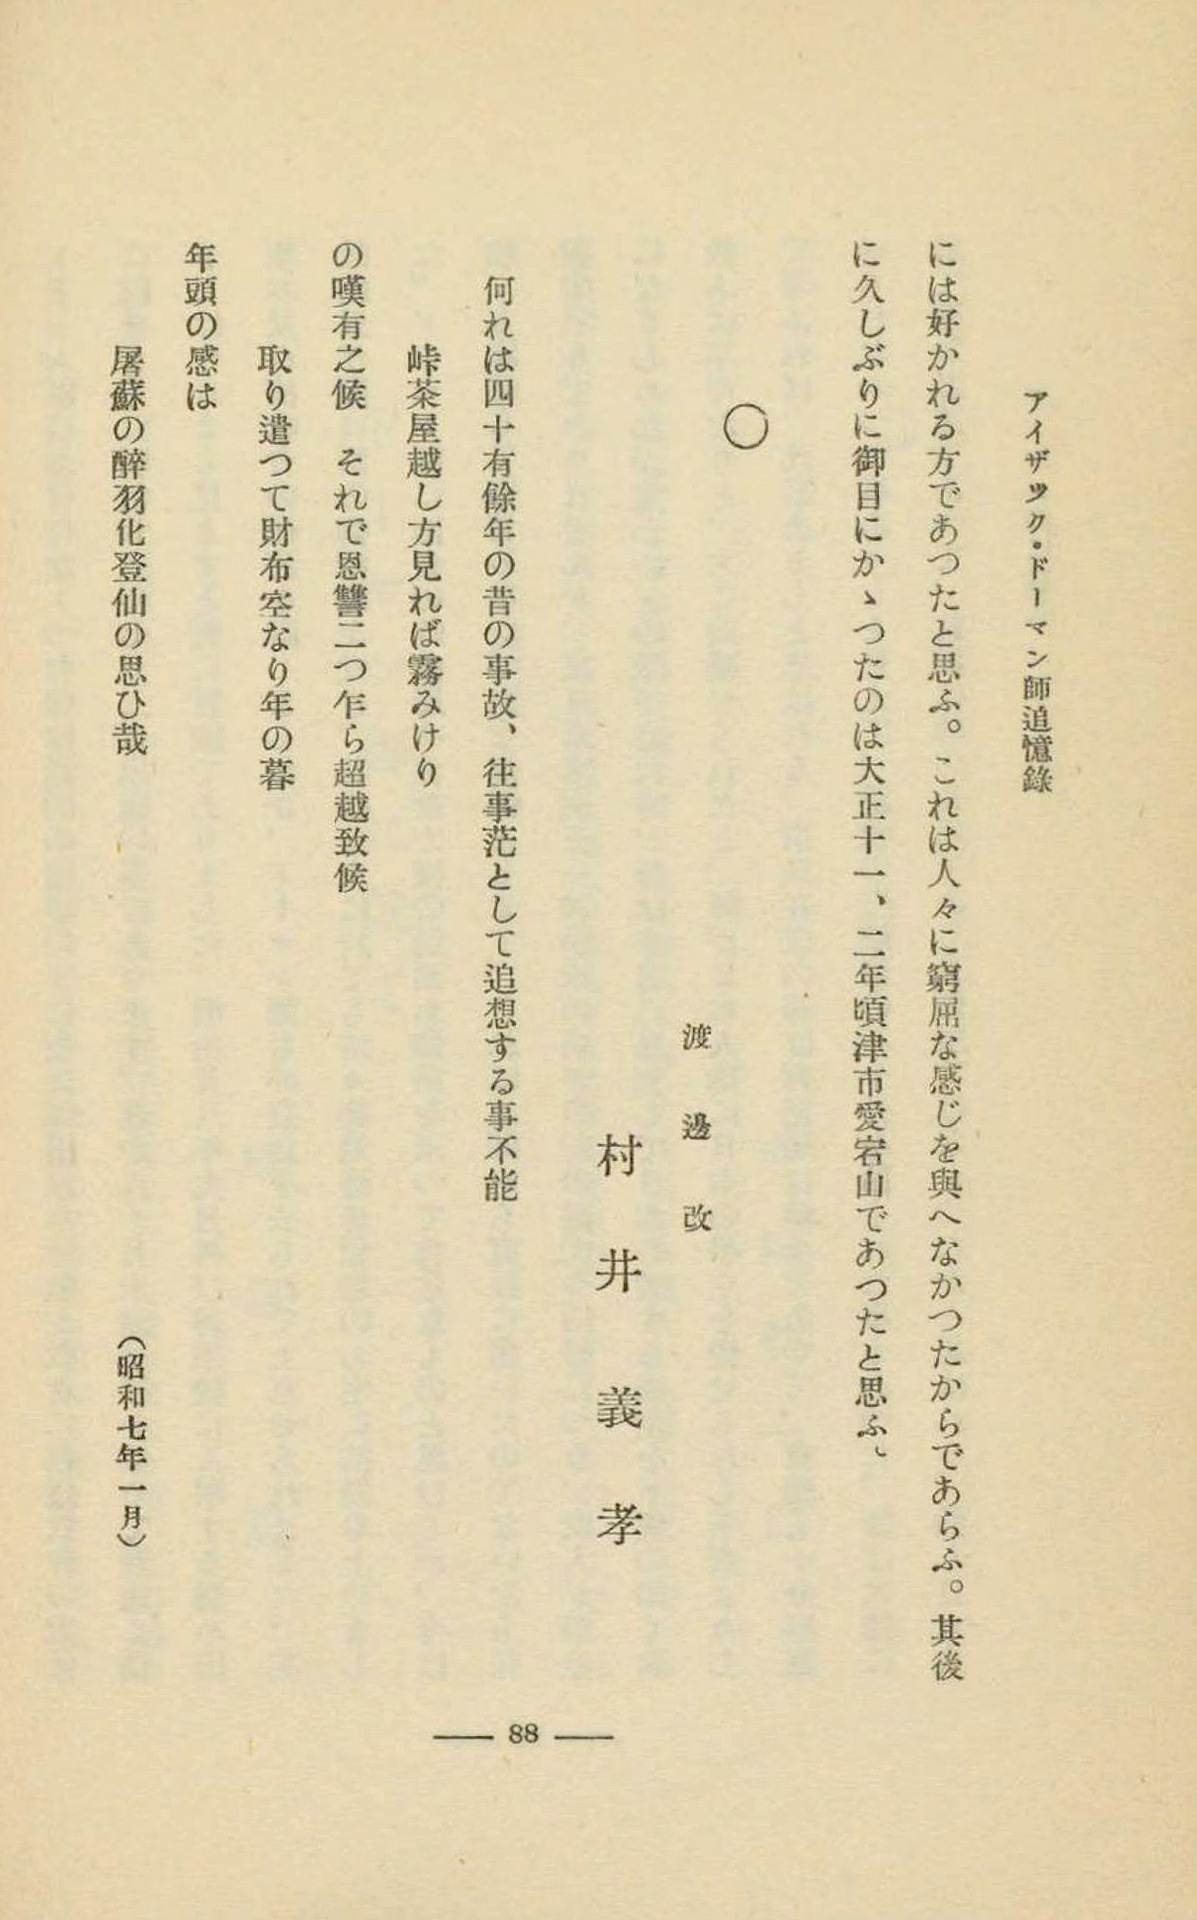 アイザック・ドーマン師追憶錄
には好かれる方であつたと思ふ。これは人々に窮屈な感じを與へなかつたからであらふ。其後
に久しぶりに御目にかゝつたのは大正十一、二年頃津市愛宕山であつたと思ふ。
〇
渡邊改
村井義孝
何れは四十有餘年の昔の事故、往事茫として追想する事不能
峠茶屋越し方見れば霧みけり
の嘆有之候　それで恩讐二つ乍ら超越致候
取り遣つて財布空なり年の暮
年頭の感は
屠蘇の醉羽化登仙の思ひ哉
（昭和七年一月）
— 88 —